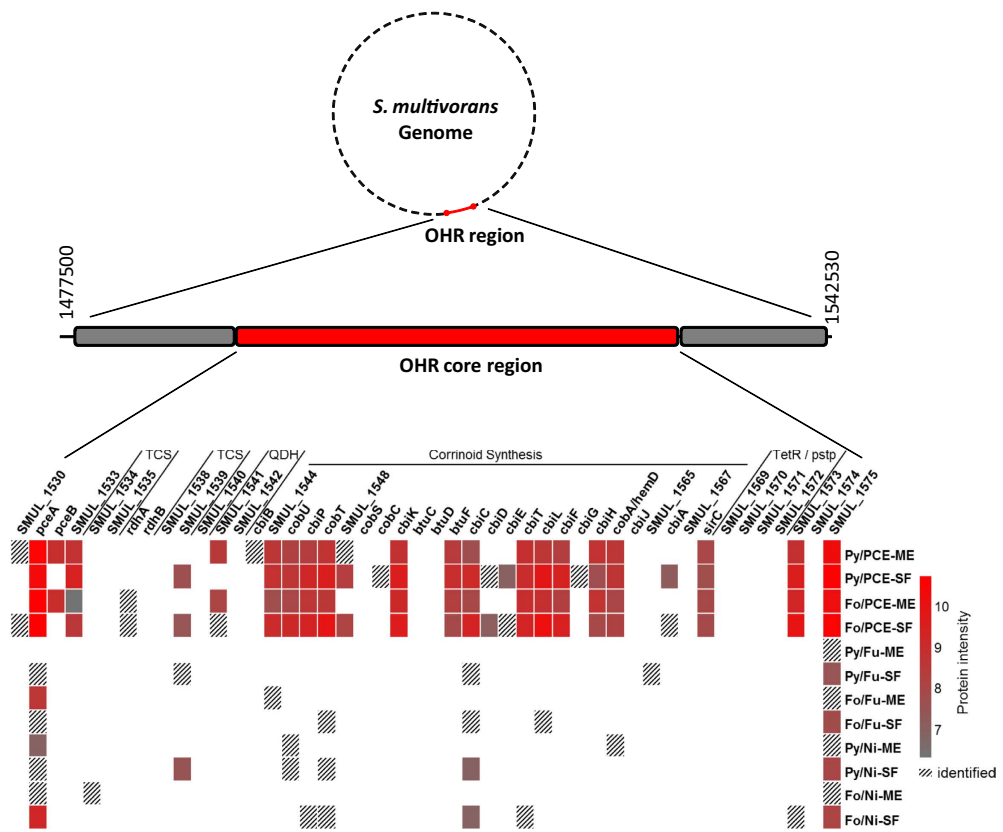 S. multivorans
Genome
OHR region
1477500
1542530
OHR core region
TCS
TCS
QDH
Corrinoid Synthesis
TetR / pstp
SMUL_1530
pceA
pceB
SMUL_1533
SMUL_1534
SMUL_1535
rdhA
rdhB
SMUL_1538
SMUL_1539
SMUL_1540
SMUL_1541
SMUL_1542
cbiB
SMUL_1544
cobU
cbiP
cobT
SMUL_1548
cobS
cobC
cbiK
btuC
btuD
btuF
cbiC
cbiD
cbiE
cbiT
cbiL
cbiF
cbiG
cbiH
cobA/hemD
cbiJ
SMUL_1565
cbiA
SMUL_1567
sirC
SMUL_1569
SMUL_1570
SMUL_1571
SMUL_1572
SMUL_1573
SMUL_1574
SMUL_1575
Py/PCE-ME
Py/PCE-SF
Fo/PCE-ME
Fo/PCE-SF
Py/Fu-ME
Py/Fu-SF
Fo/Fu-ME
Fo/Fu-SF
Py/Ni-ME
Py/Ni-SF
Fo/Ni-ME
Fo/Ni-SF
10
9
8
7
Protein intensity
identified